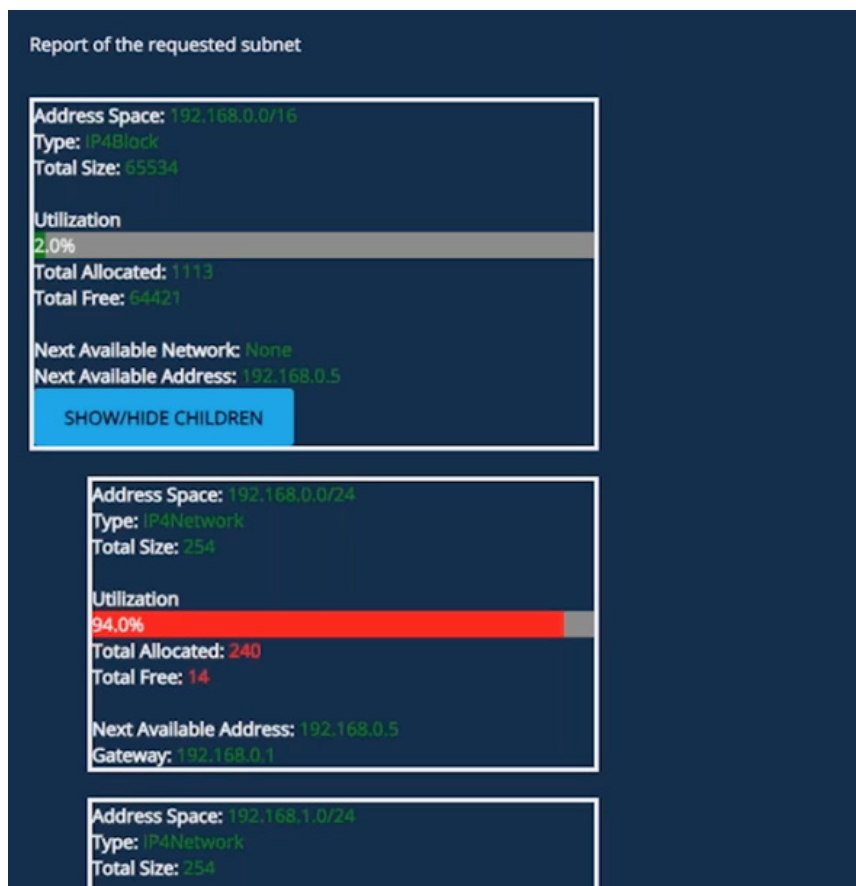 Report of the requested subnet
Address Space: 192.168.0.0/16
Type: IP4Block
Total Size: 65534
Utilization
2.0%
Total Allocated: 1113
Total Free: 64421
Next Available Network: None
Next Available Address: 192.168.0.5
SHOW/HIDE CHILDREN
Address Space: 192.168.0.0/24
Type: IP4Network
Total Size: 254
Utilization
94.0%
Total Allocated: 240
Total Free: 14
Next Available Address: 192.168.0.5
Gateway: 192.168.0.1
Address Space: 192.168.1.0/24
Type: IP4Network
Total Size: 254